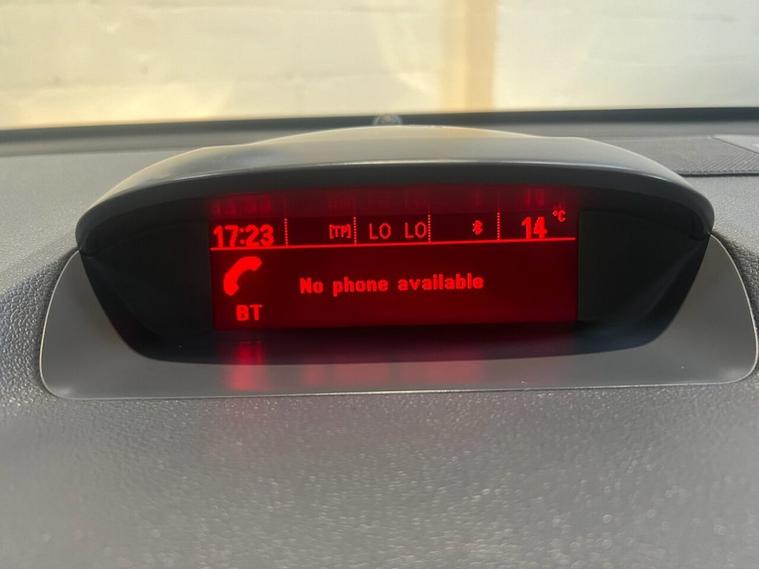 17:23 [TP] LO LO 14 °C
No phone available
BT